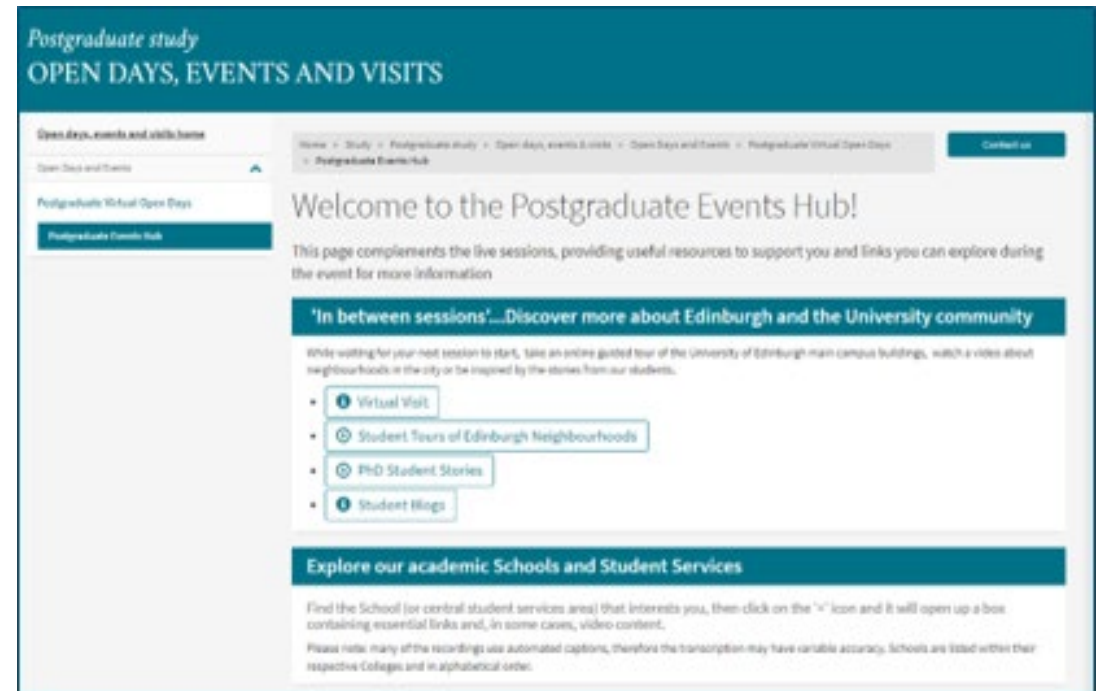 Postgraduate study
OPEN DAYS, EVENTS AND VISITS
Open days, events and visits home
Open Days and Events
Postgraduate Virtual Open Days
Postgraduate Events Hub
Home > Study > Postgraduate study > Open days, events & visits > Open Days and Events > Postgraduate Virtual Open Days
> Postgraduate Events Hub
Contact us
Welcome to the Postgraduate Events Hub!
This page complements the live sessions, providing useful resources to support you and links you can explore during
the event for more information
'In between sessions'...Discover more about Edinburgh and the University community
While waiting for your next session to start, take an online guided tour of the University of Edinburgh main campus buildings, watch a video about
neighbourhoods in the city or be inspired by the stories from our students.
Virtual Visit
Student Tours of Edinburgh Neighbourhoods
PhD Student Stories
Student Blogs
Explore our academic Schools and Student Services
Find the School (or central student services area) that interests you, then click on the '+' icon and it will open up a box
containing essential links and, in some cases, video content.
Please note: many of the recordings use automated captions, therefore the transcription may have variable accuracy. Schools are listed within their
respective Colleges and in alphabetical order.